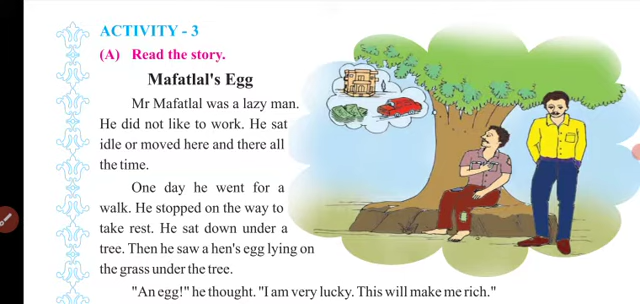 ACTIVITY - 3
(A) Read the story.
Mafatlal's Egg
Mr Mafatlal was a lazy man.
He did not like to work. He sat
idle or moved here and there all
the time.
One day he went for a
walk. He stopped on the way to
take rest. He sat down under a
tree. Then he saw a hen's egg lying on
the grass under the tree.
"An egg!" he thought. "I am very lucky. This will make me rich."